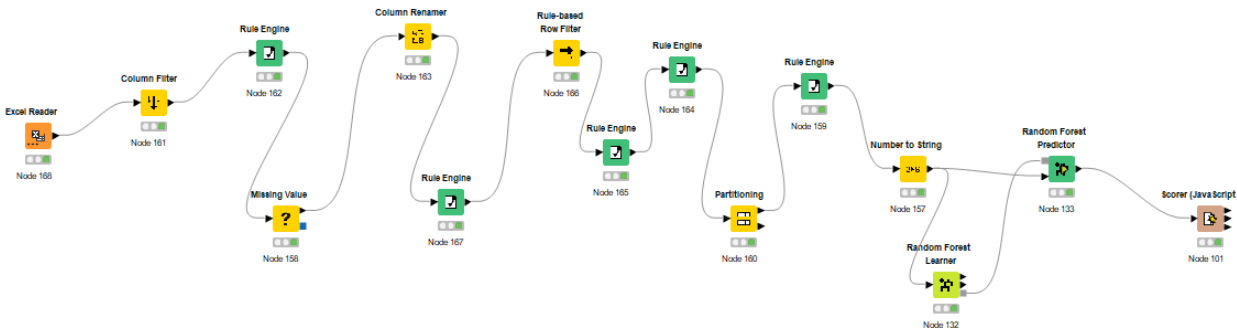 Excel Reader
Node 168
Column Filter
Node 161
Rule Engine
Node 162
Missing Value
?
Node 158
Column Renamer
Node 163
Rule Engine
Node 167
Rule-based
Row Filter
Node 166
Rule Engine
Node 165
Rule Engine
Node 164
Partitioning
Node 160
Rule Engine
Node 159
Number to String
Node 157
Random Forest
Learner
Node 132
Random Forest
Predictor
Node 133
Scorer (JavaScript
Node 101